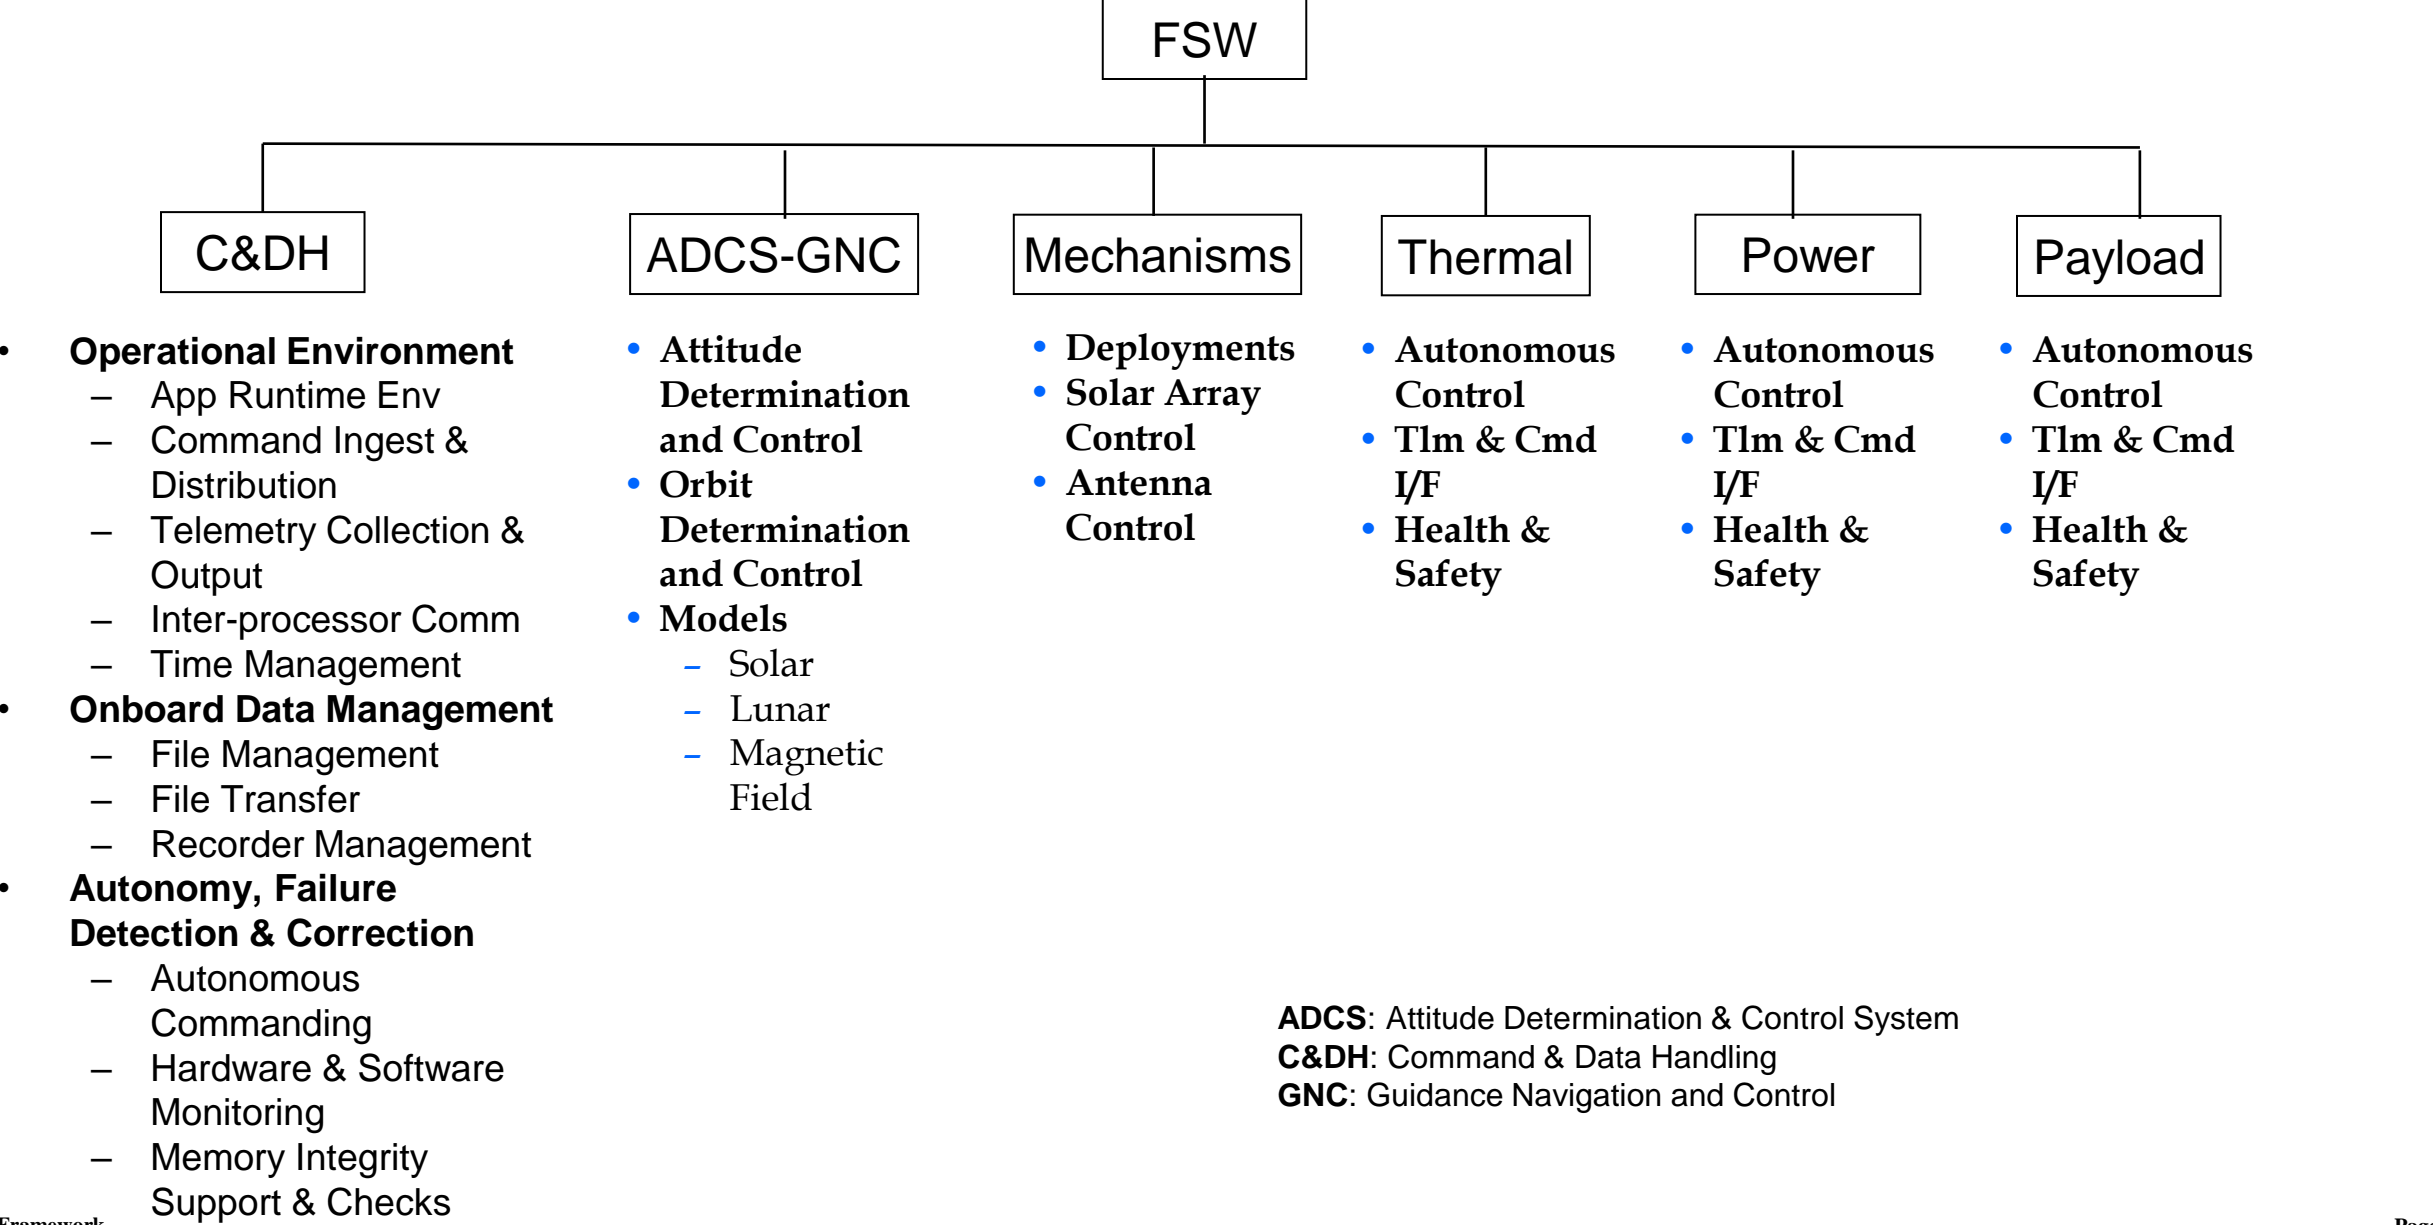 FSW
C&DH
ADCS-GNC
Mechanisms
Thermal
Power
Payload
• Operational Environment
– App Runtime Env
– Command Ingest &
Distribution
– Telemetry Collection &
Output
– Inter-processor Comm
– Time Management
• Onboard Data Management
– File Management
– File Transfer
– Recorder Management
• Autonomy, Failure
Detection & Correction
– Autonomous
Commanding
– Hardware & Software
Monitoring
– Memory Integrity
Support & Checks
• Attitude
Determination
and Control
• Orbit
Determination
and Control
• Models
– Solar
– Lunar
– Magnetic
Field
• Deployments
• Solar Array
Control
• Antenna
Control
• Autonomous
Control
• Tlm & Cmd
I/F
• Health &
Safety
• Autonomous
Control
• Tlm & Cmd
I/F
• Health &
Safety
• Autonomous
Control
• Tlm & Cmd
I/F
• Health &
Safety
ADCS: Attitude Determination & Control System
C&DH: Command & Data Handling
GNC: Guidance Navigation and Control
Framework